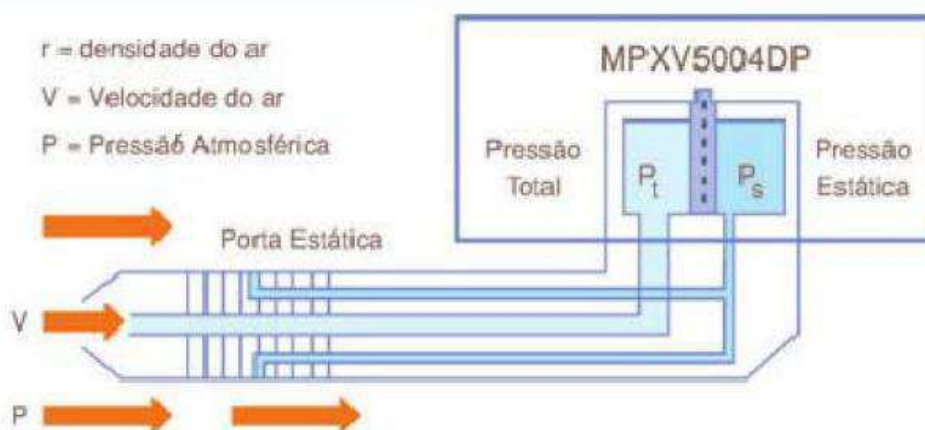 r = densidade do ar
V = Velocidade do ar
P = Pressão Atmosférica
MPXV5004DP
Pressão
Total
Pt
Ps
Pressão
Estática
Porta Estática
V
P